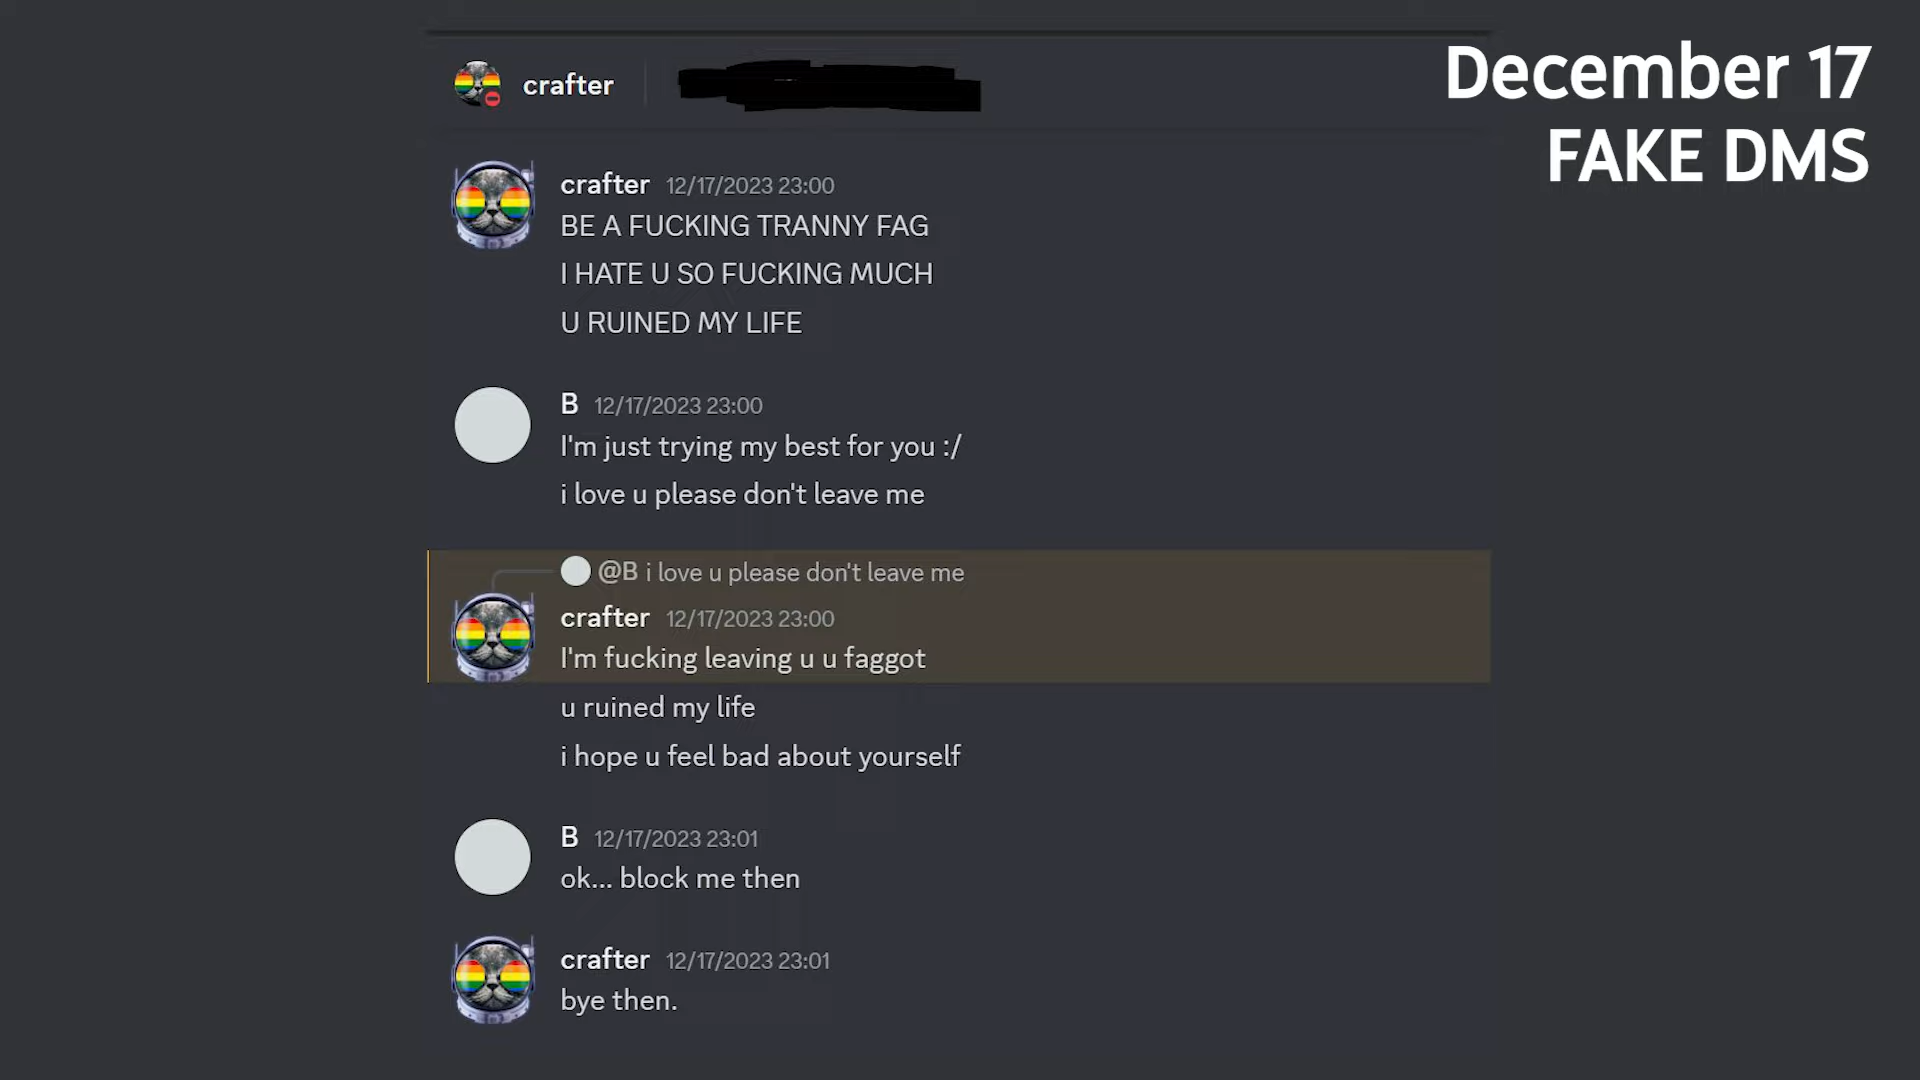 December 17
FAKE DMS
crafter
crafter 12/17/2023 23:00
BE A FUCKING TRANNY FAG
I HATE U SO FUCKING MUCH
U RUINED MY LIFE
B 12/17/2023 23:00
I'm just trying my best for you :/
i love u please don't leave me
@B i love u please don't leave me
crafter 12/17/2023 23:00
I'm fucking leaving u u faggot
u ruined my life
i hope u feel bad about yourself
B 12/17/2023 23:01
ok... block me then
crafter 12/17/2023 23:01
bye then.